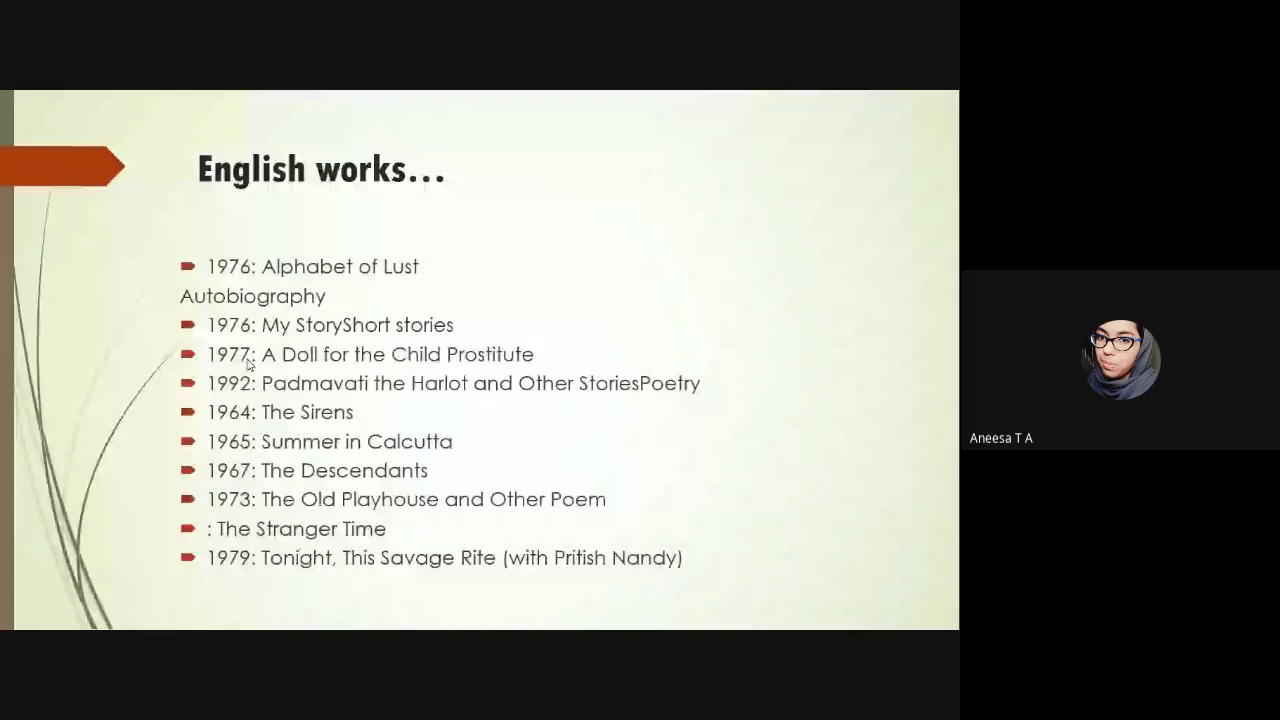 English works...
1976: Alphabet of Lust
Autobiography
1976: My StoryShort stories
1977: A Doll for the Child Prostitute
1992: Padmavati the Harlot and Other StoriesPoetry
1964: The Sirens
1965: Summer in Calcutta
1967: The Descendants
1973: The Old Playhouse and Other Poem
: The Stranger Time
1979: Tonight, This Savage Rite (with Pritish Nandy)
Aneesa T A